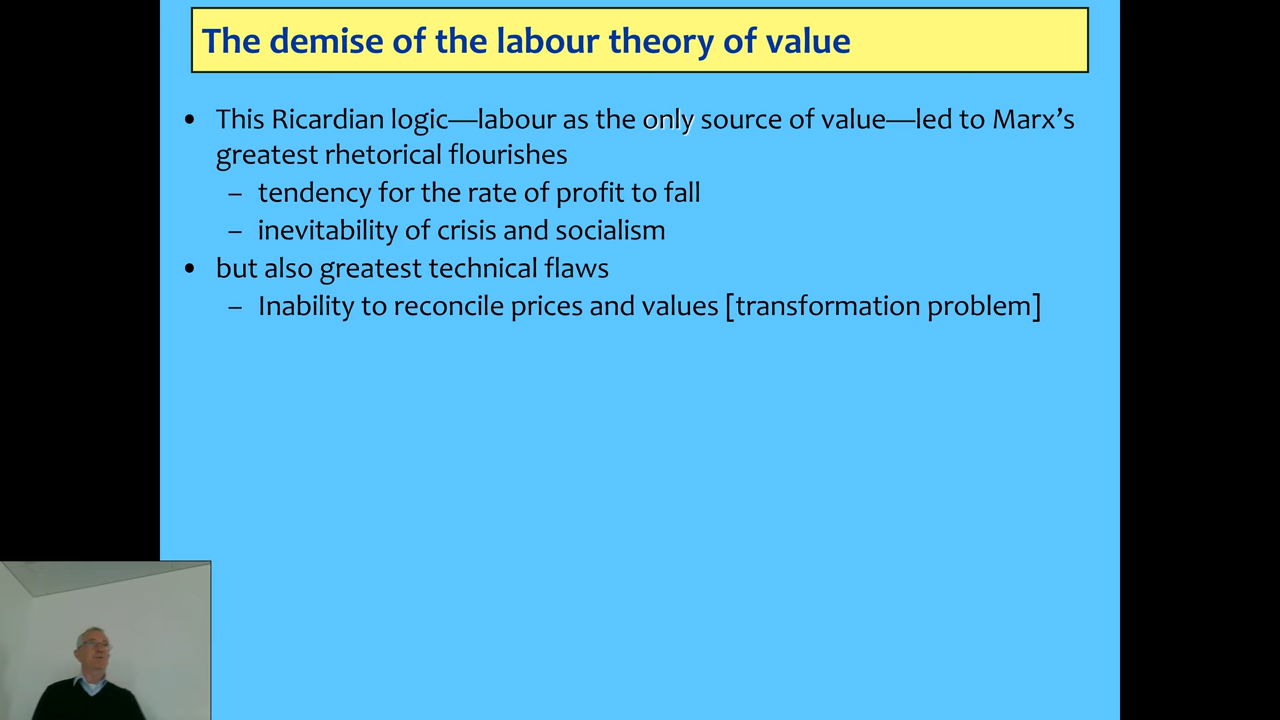 The demise of the labour theory of value
• This Ricardian logic—labour as the only source of value—led to Marx’s
greatest rhetorical flourishes
– tendency for the rate of profit to fall
– inevitability of crisis and socialism
• but also greatest technical flaws
– Inability to reconcile prices and values [transformation problem]